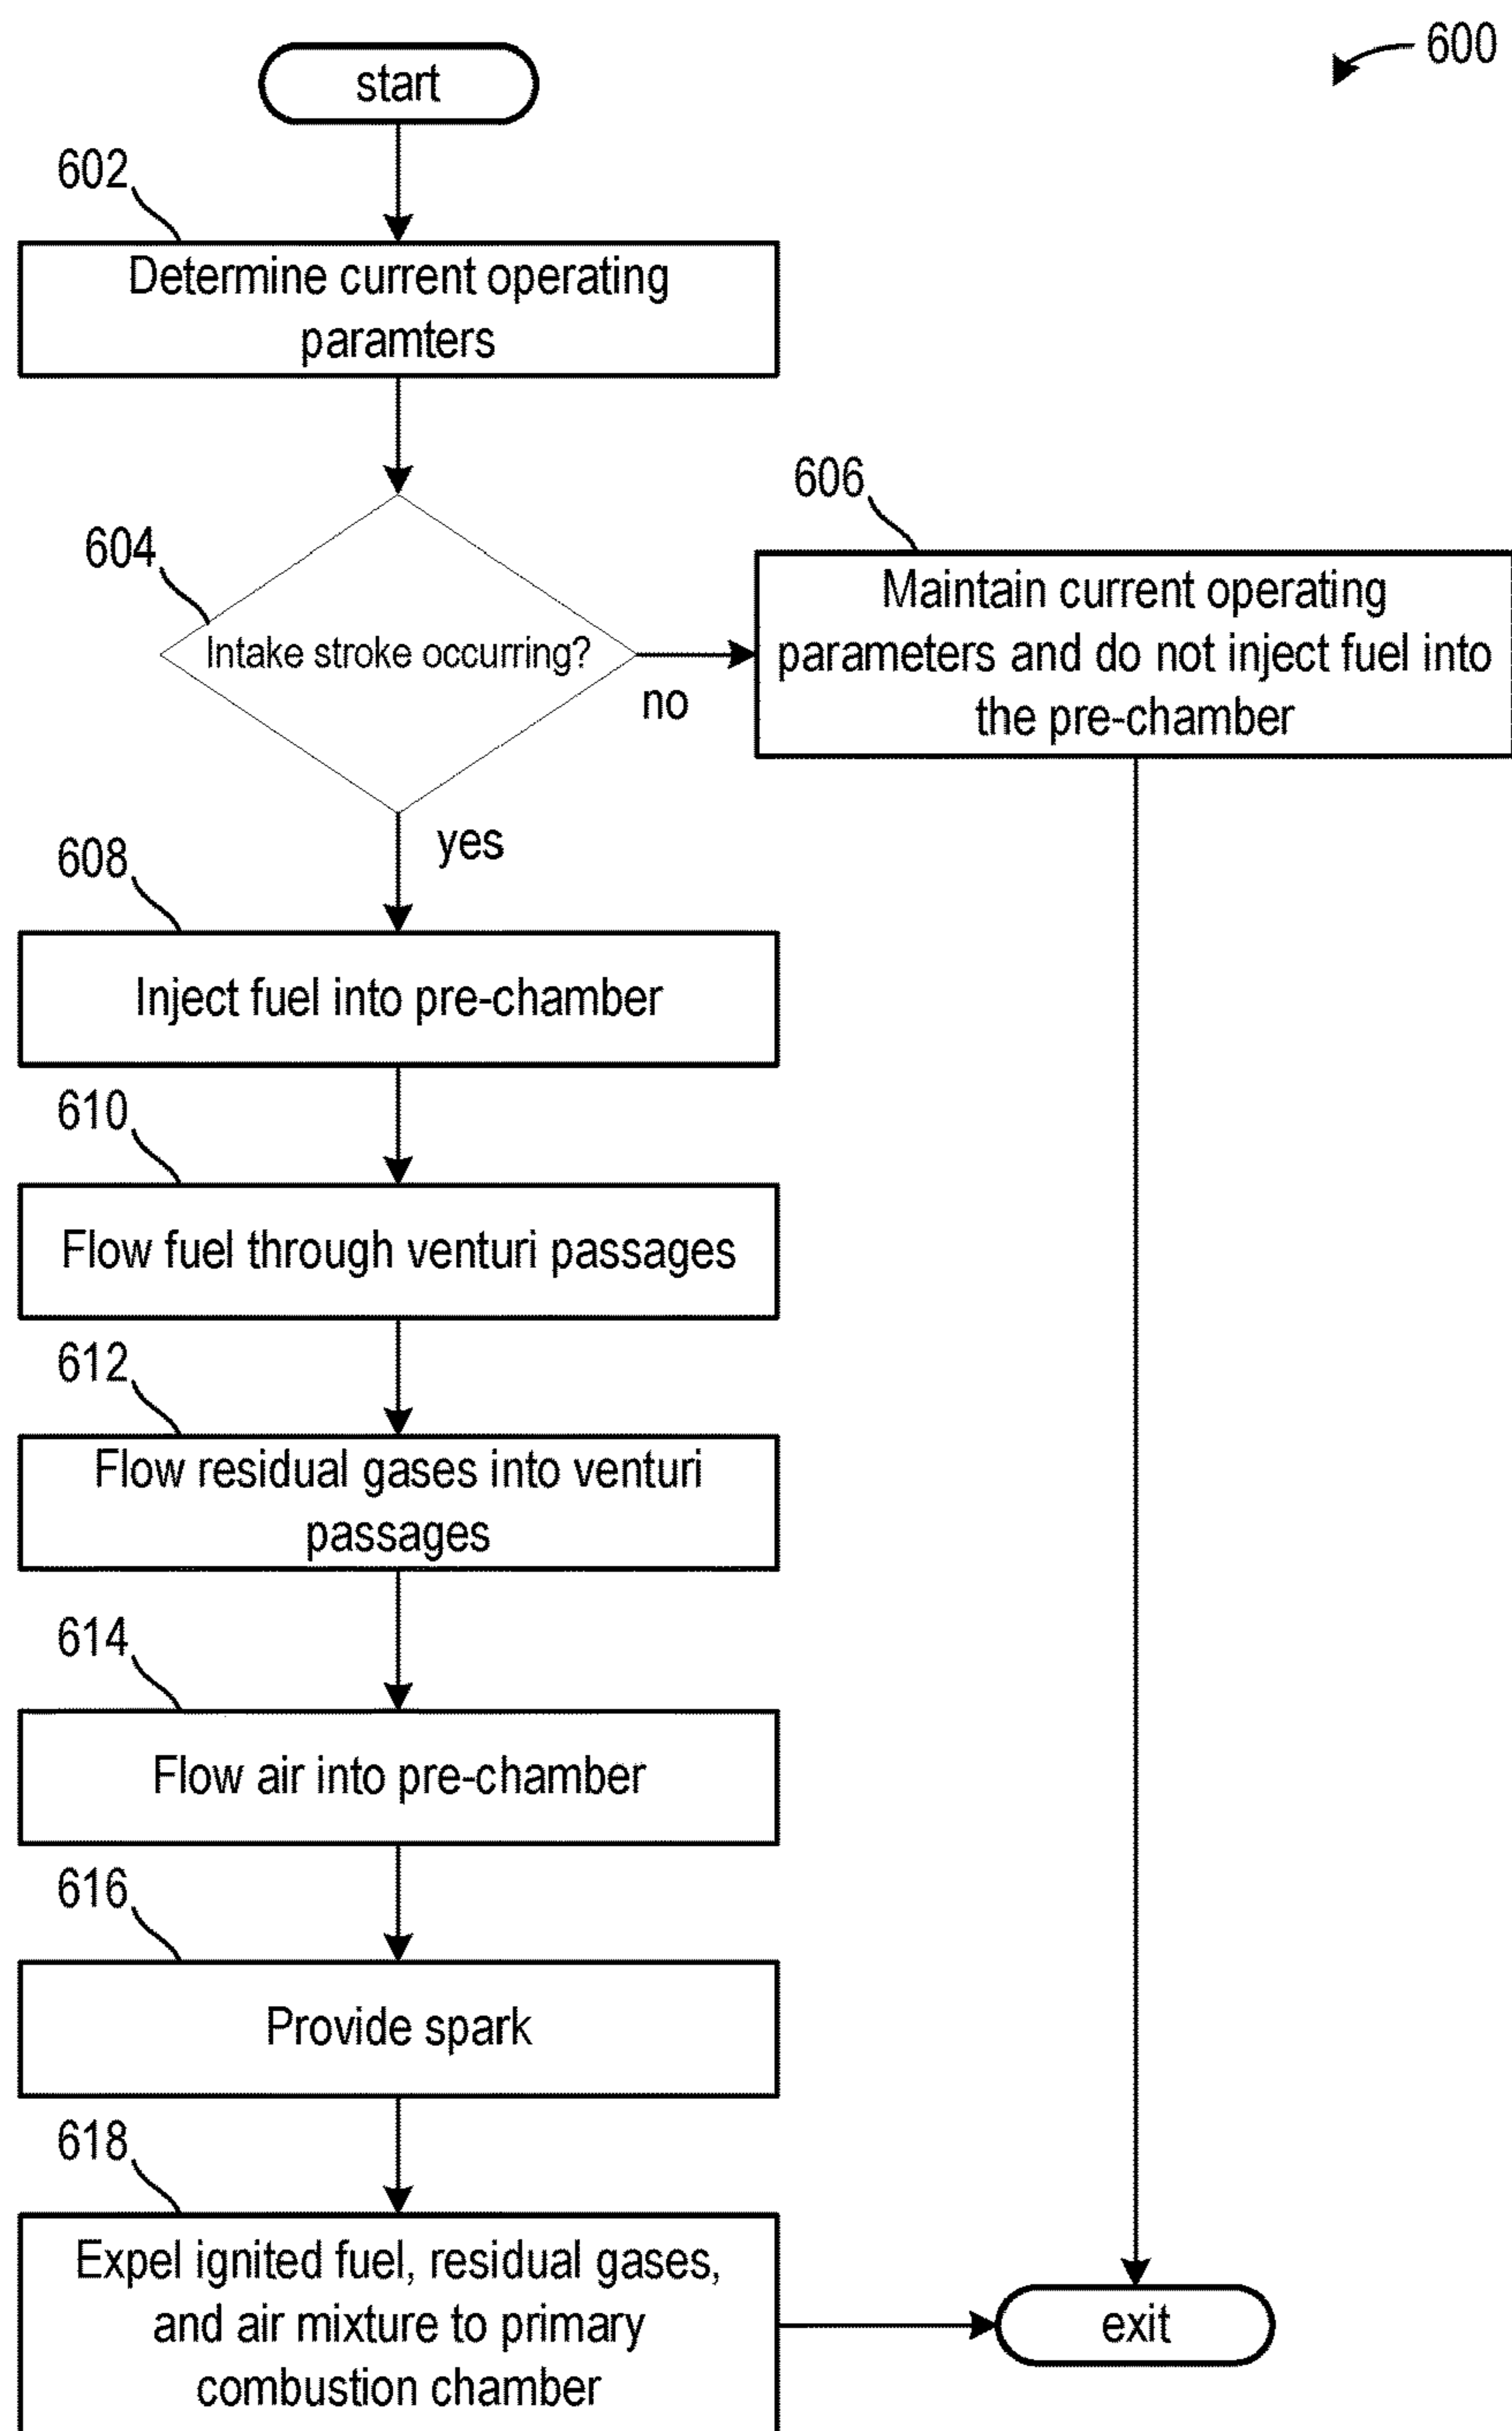 600
start
602
Determine current operating
paramters
604
Intake stroke occurring?
no
606
Maintain current operating
parameters and do not inject fuel into
the pre-chamber
yes
608
Inject fuel into pre-chamber
610
Flow fuel through venturi passages
612
Flow residual gases into venturi
passages
614
Flow air into pre-chamber
616
Provide spark
618
Expel ignited fuel, residual gases,
and air mixture to primary
combustion chamber
exit